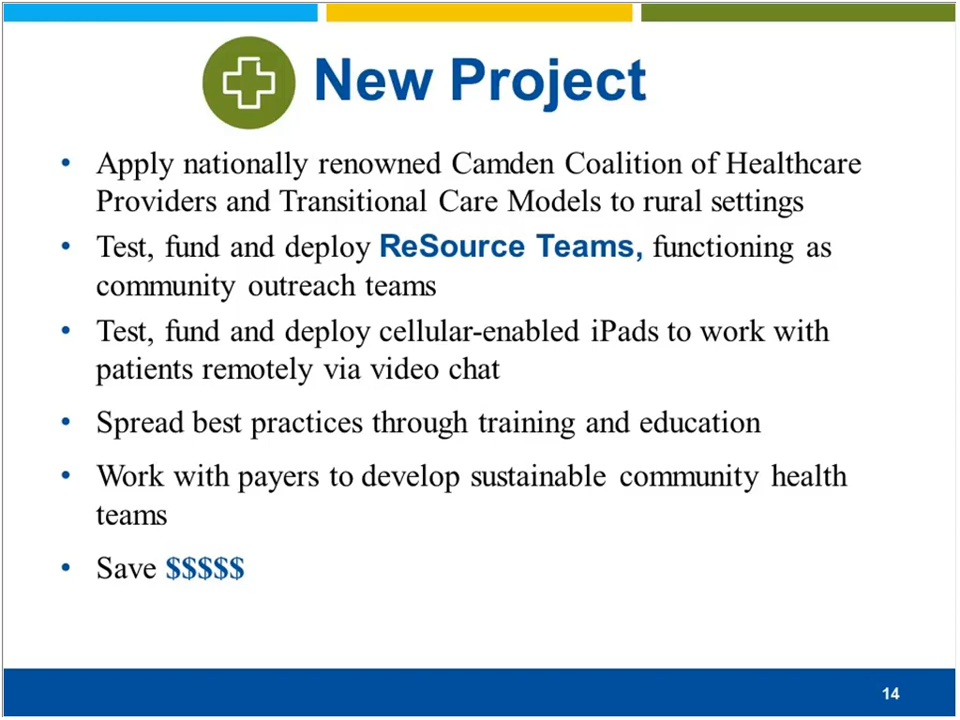 New Project
• Apply nationally renowned Camden Coalition of Healthcare
Providers and Transitional Care Models to rural settings
• Test, fund and deploy ReSource Teams, functioning as
community outreach teams
• Test, fund and deploy cellular-enabled iPads to work with
patients remotely via video chat
• Spread best practices through training and education
• Work with payers to develop sustainable community health
teams
• Save $$$$$
14